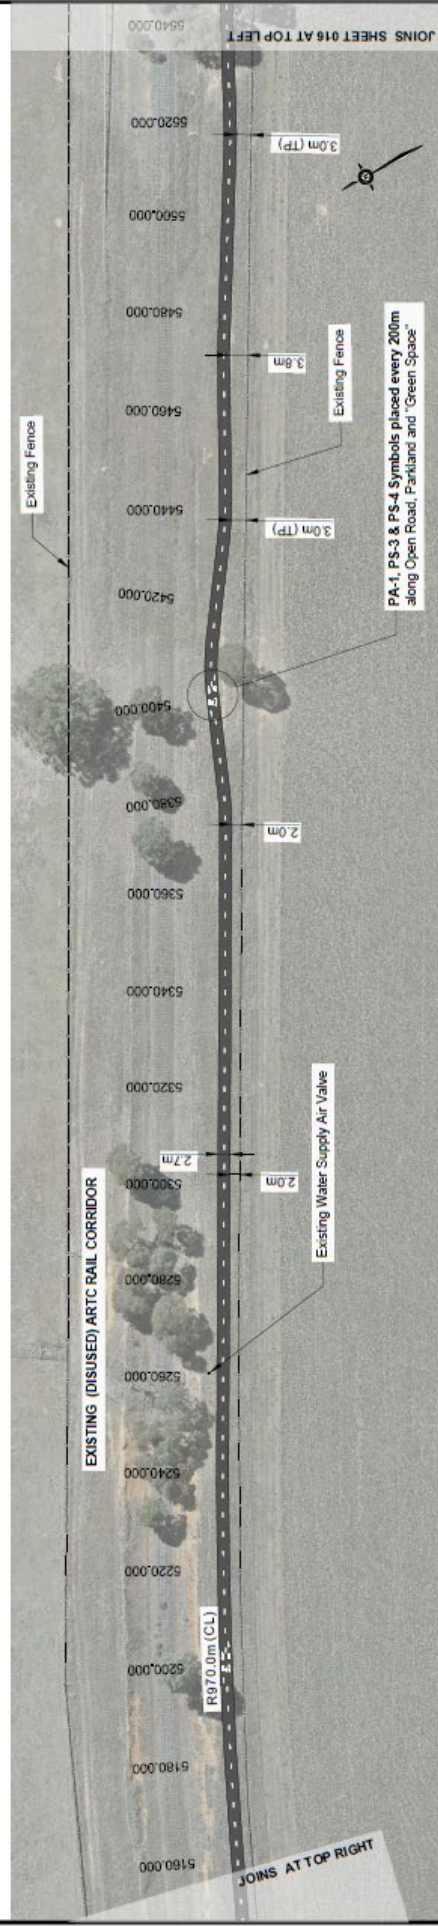 5540.000
JOINS SHEET 016 AT TOP LEFT
5520.000
3.0m (TP)
5500.000
5480.000
3.8m
Existing Fence
5460.000
PA-1, PS-3 & PS-4 Symbols placed every 200m
along Open Road, Parkland and "Green Space"
Existing Fence
5440.000
3.0m (TP)
5420.000
5400.000
5380.000
2.0m
5360.000
5340.000
5320.000
2.7m
5300.000
2.0m
Existing Water Supply Air Valve
EXISTING (DISUSED) ARTC RAIL CORRIDOR
5280.000
5260.000
5240.000
5220.000
R970.0m (CL)
5200.000
5180.000
5160.000
JOINS AT TOP RIGHT